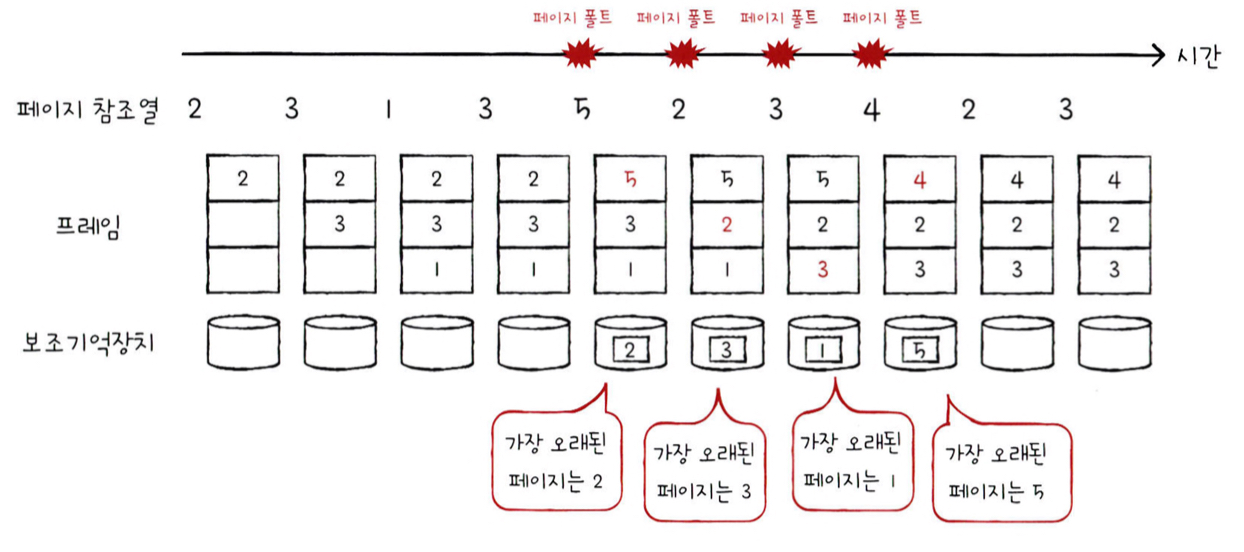 페이지 폴트 페이지 폴트 페이지 폴트 페이지 폴트
시간
페이지 참조열 2 3 1 3 5 2 3 4 2 3
2 2 2 2 5 5 5 4 4 4
프레임 3 3 3 3 2 2 2 2 2
1 1 1 1 3 3 3 3
보조기억장치 2 3 1 5
가장 오래된
페이지는 2
가장 오래된
페이지는 3
가장 오래된
페이지는 1
가장 오래된
페이지는 5